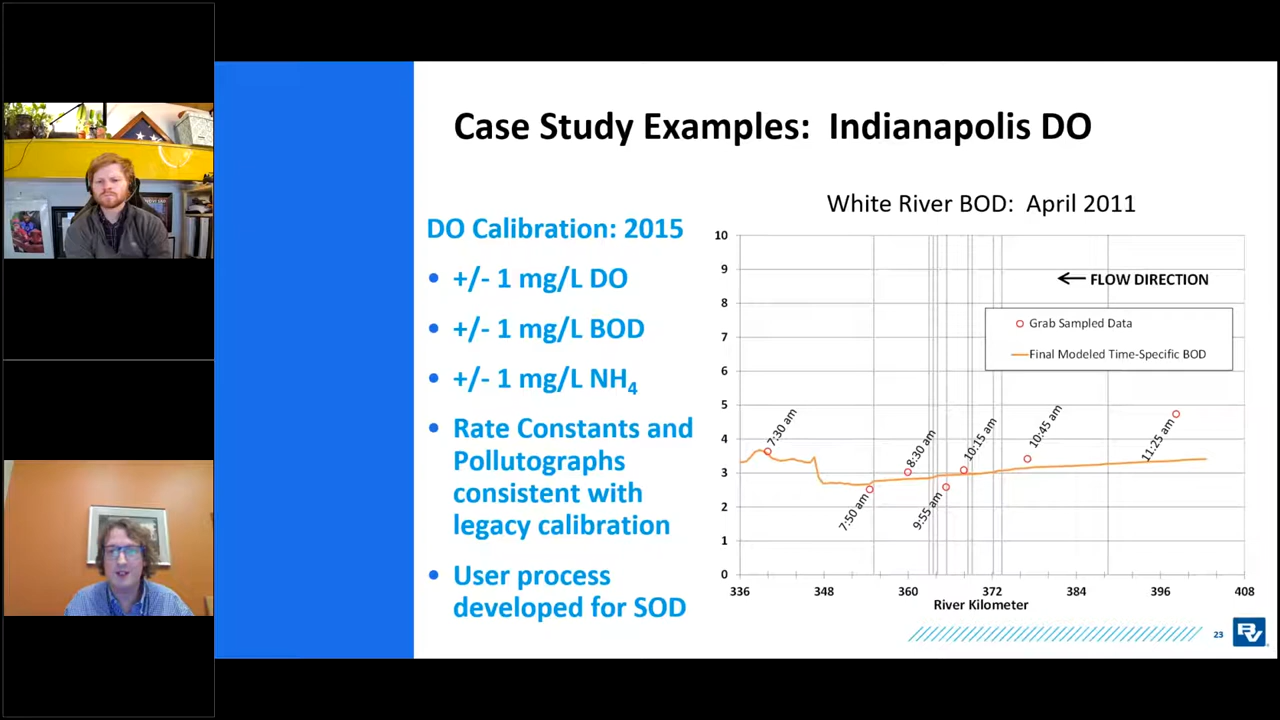 Case Study Examples:  Indianapolis DO
DO Calibration: 2015
• +/- 1 mg/L DO
• +/- 1 mg/L BOD
• +/- 1 mg/L NH4
• Rate Constants and
Pollutographs
consistent with
legacy calibration
• User process
developed for SOD
White River BOD:  April 2011
10
9
8
7
6
5
4
3
2
1
0
← FLOW DIRECTION
Grab Sampled Data
Final Modeled Time-Specific BOD
7:30 am
7:50 am
8:30 am
9:55 am
10:15 am
10:45 am
11:25 am
336 348 360 372 384 396 408
River Kilometer
23
BV